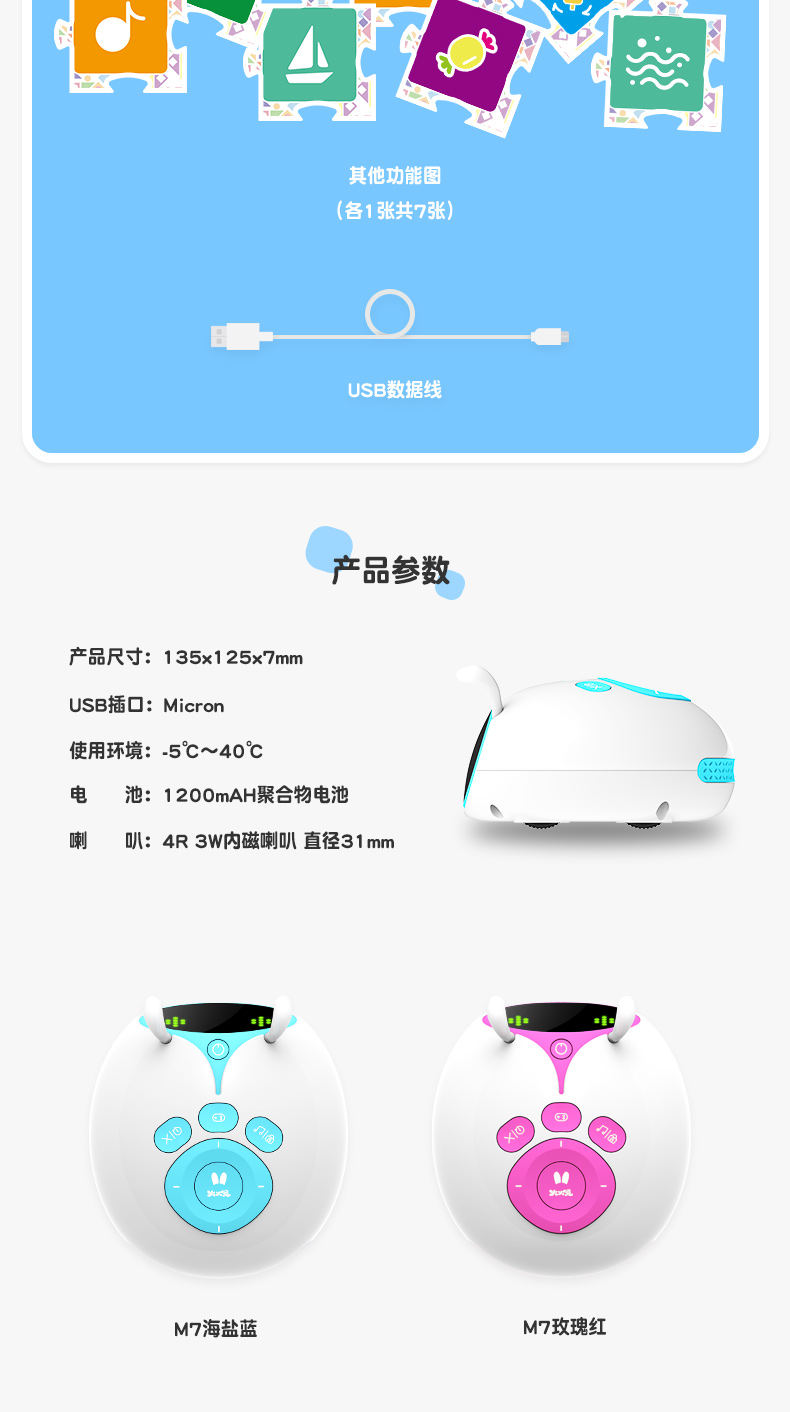 其他功能图
（各1张共7张）
USB数据线
产品参数
产品尺寸：135x125x7mm
USB插口：Micron
使用环境：-5℃～40℃
电　　池：1200mAH聚合物电池
喇　　叭：4R 3W内磁喇叭 直径31mm
M7海盐蓝
M7玫瑰红